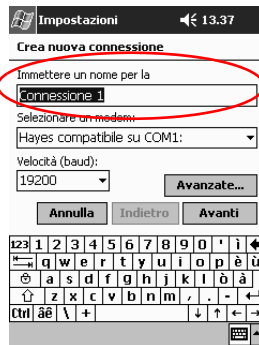 Impostazioni 13.37
Crea nuova connessione
Immettere un nome per la
Connessione 1
Selezionare un modem:
Hayes compatibile su COM1:
Velocità (baud):
19200
Avanzate...
Annulla Indietro Avanti
123 1 2 3 4 5 6 7 8 9 0 ' ì
q w e r t y u i o p è ù
a s d f g h j k l ò à
z x c v b n m , . -
Ctrl áê \ +